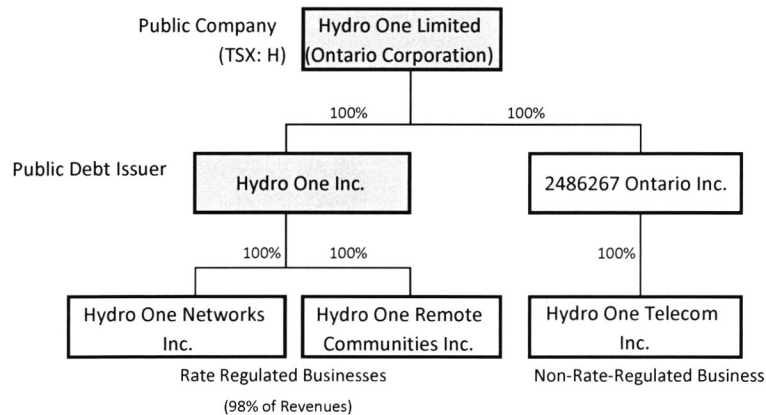 Public Company
(TSX: H)
Hydro One Limited
(Ontario Corporation)
100%
100%
Public Debt Issuer
Hydro One Inc.
2486267 Ontario Inc.
100%
100%
100%
Hydro One Networks
Inc.
Hydro One Remote
Communities Inc.
Hydro One Telecom
Inc.
Rate Regulated Businesses
(98% of Revenues)
Non-Rate-Regulated Business